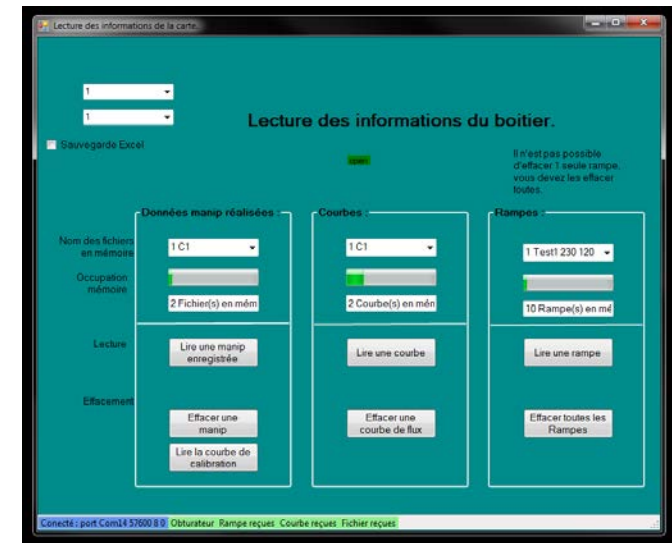 Lecture des informations de la carte.
1
1
Lecture des informations du boitier.
Sauvegarde Excel
open
Il n'est pas possible
d'effacer 1 seule rampe,
vous devez les effacer
toutes.
Données manip réalisées :
Courbes :
Rampes :
Nom des fichiers
en mémoire
1 C1
1 C1
1 Test1 230 120
Occupation
mémoire
2 Fichier(s) en mém
2 Courbe(s) en mén
10 Rampe(s) en mé
Lecture
Lire une manip
enregistrée
Lire une courbe
Lire une rampe
Effacement
Effacer une
manip
Effacer une
courbe de flux
Effacer toutes les
Rampes
Lire la courbe de
calibration
Conecté : port Com14 57600 8 0 Obturateur Rampe reçues Courbe reçues Fichier reçues